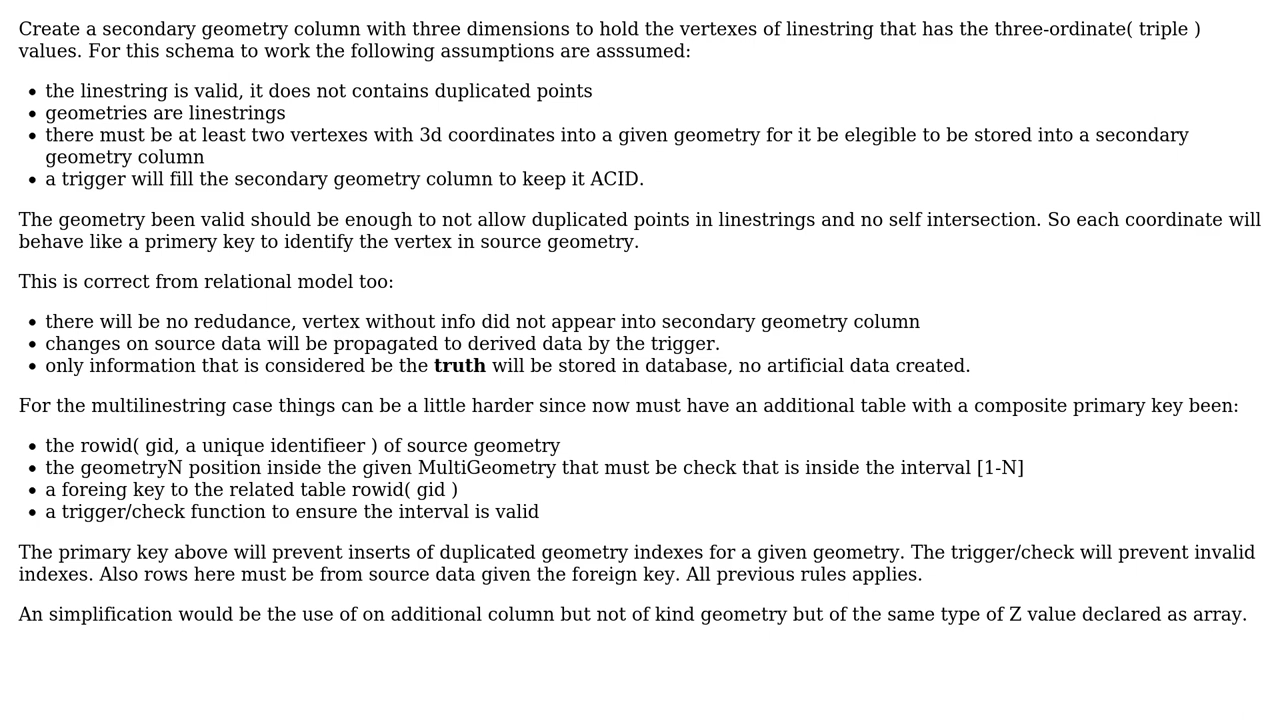 Create a secondary geometry column with three dimensions to hold the vertexes of linestring that has the three-ordinate( triple )
values. For this schema to work the following assumptions are asssumed:
• the linestring is valid, it does not contains duplicated points
• geometries are linestrings
• there must be at least two vertexes with 3d coordinates into a given geometry for it be elegible to be stored into a secondary
geometry column
• a trigger will fill the secondary geometry column to keep it ACID.
The geometry been valid should be enough to not allow duplicated points in linestrings and no self intersection. So each coordinate will
behave like a primery key to identify the vertex in source geometry.
This is correct from relational model too:
• there will be no redudance, vertex without info did not appear into secondary geometry column
• changes on source data will be propagated to derived data by the trigger.
• only information that is considered be the truth will be stored in database, no artificial data created.
For the multilinestring case things can be a little harder since now must have an additional table with a composite primary key been:
• the rowid( gid, a unique identifieer ) of source geometry
• the geometryN position inside the given MultiGeometry that must be check that is inside the interval [1-N]
• a foreing key to the related table rowid( gid )
• a trigger/check function to ensure the interval is valid
The primary key above will prevent inserts of duplicated geometry indexes for a given geometry. The trigger/check will prevent invalid
indexes. Also rows here must be from source data given the foreign key. All previous rules applies.
An simplification would be the use of on additional column but not of kind geometry but of the same type of Z value declared as array.